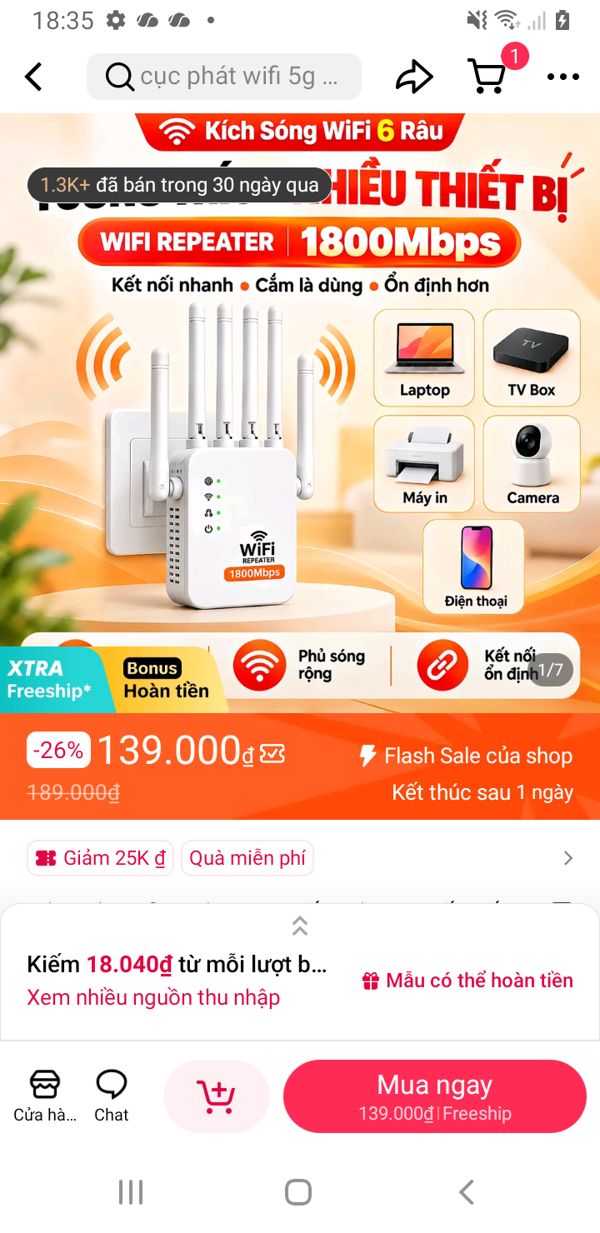 18:35
cục phát wifi 5g ...
1
Kích Sóng WiFi 6 Râu
1.3K+ đã bán trong 30 ngày qua
NHIỀU THIẾT BỊ
WIFI REPEATER 1800Mbps
Kết nối nhanh • Cắm là dùng • Ổn định hơn
Laptop
TV
TV Box
Máy in
Camera
Điện thoại
WiFi
REPEATER
1800Mbps
XTRA
Freeship*
Bonus
Hoàn tiền
Phủ sóng
rộng
Kết nối
ổn định
1/7
-26% 139.000₫
Flash Sale của shop
189.000₫
Kết thúc sau 1 ngày
Giảm 25K ₫
Quà miễn phí
Kiếm 18.040₫ từ mỗi lượt b...
Xem nhiều nguồn thu nhập
Mẫu có thể hoàn tiền
Cửa hà...
Chat
Mua ngay
139.000₫|Freeship